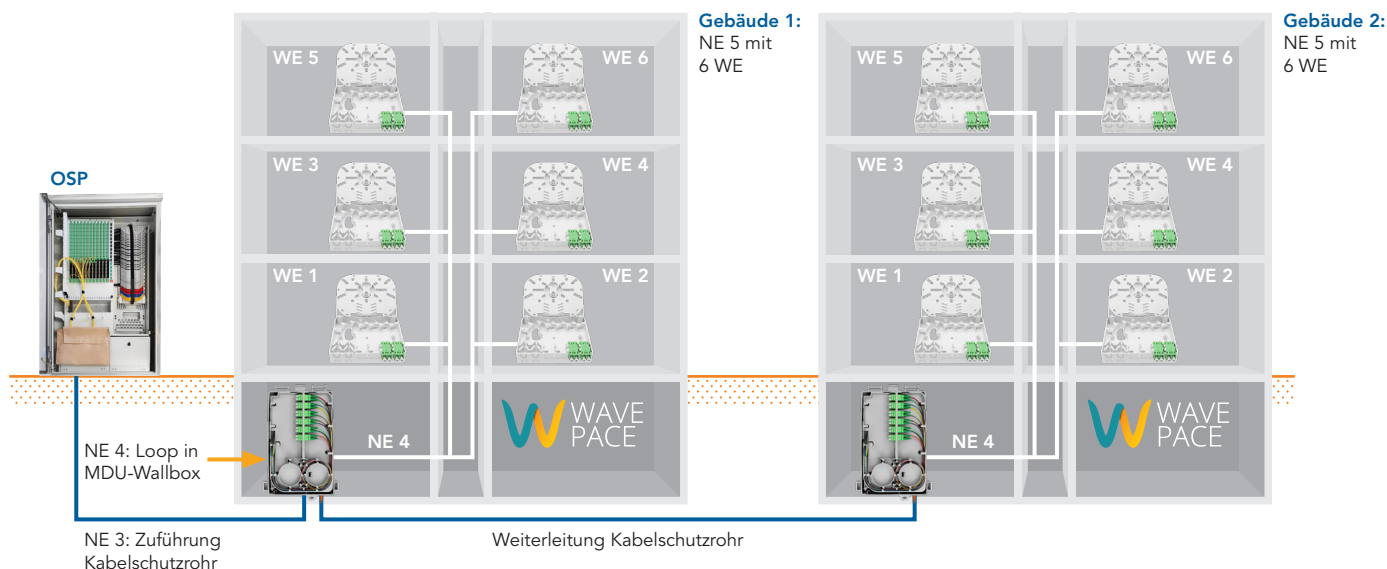 Gebäude 1:
NE 5 mit
6 WE
Gebäude 2:
NE 5 mit
6 WE
OSP
WE 5
WE 6
WE 3
WE 4
WE 1
WE 2
NE 4
WAVE
PACE
WE 5
WE 6
WE 3
WE 4
WE 1
WE 2
NE 4
WAVE
PACE
NE 4: Loop in
MDU-Wallbox
NE 3: Zuführung
Kabelschutzrohr
Weiterleitung Kabelschutzrohr